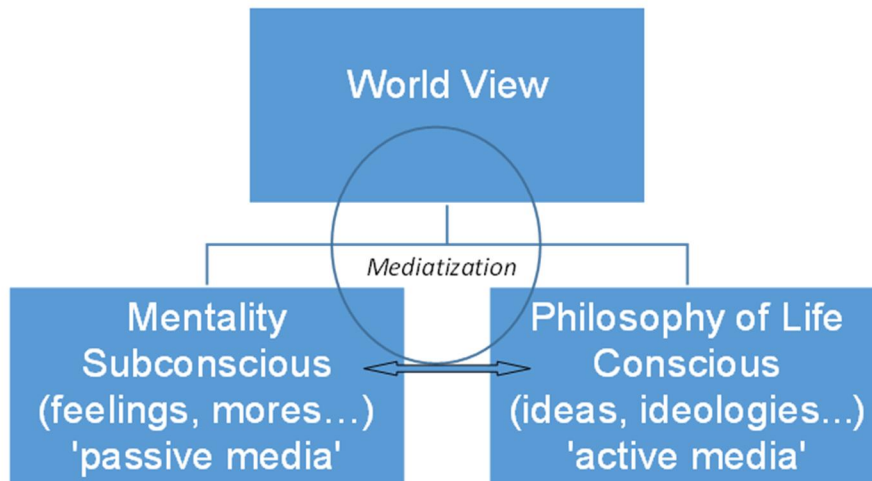 World View
Mediatization
Mentality
Subconscious
(feelings, mores…)
'passive media'
Philosophy of Life
Conscious
(ideas, ideologies...)
'active media'